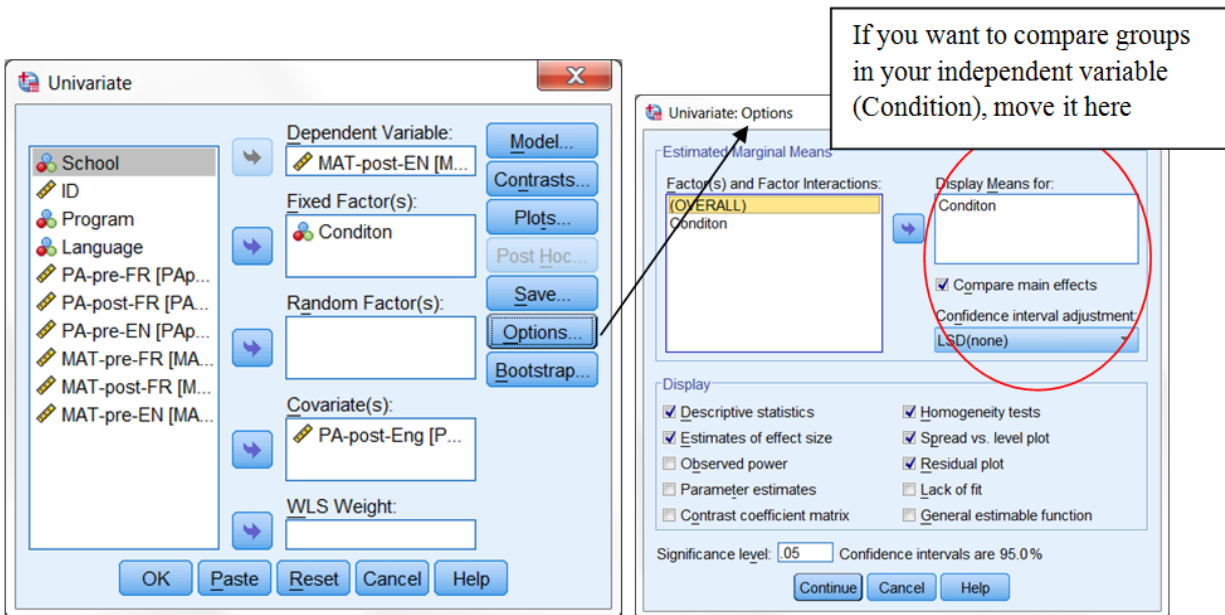 If you want to compare groups
in your independent variable
(Condition), move it here
Univariate
School
ID
Program
Language
PA-pre-FR [PAp...
PA-post-FR [PA...
PA-pre-EN [PAp...
MAT-pre-FR [MA...
MAT-post-FR [M...
MAT-pre-EN [MA...
Dependent Variable:
MAT-post-EN [M...
Fixed Factor(s):
Conditon
Random Factor(s):
Covariate(s):
PA-post-Eng [P...
WLS Weight:
Model...
Contrasts...
Plots...
Post Hoc...
Save...
Options...
Bootstrap...
OK Paste Reset Cancel Help
Univariate: Options
Estimated Marginal Means
Factor(s) and Factor Interactions:
(OVERALL)
Conditon
Display Means for:
Conditon
Compare main effects
Confidence interval adjustment:
LSD(none)
Display
Descriptive statistics
Homogeneity tests
Estimates of effect size
Spread vs. level plot
Observed power
Residual plot
Parameter estimates
Lack of fit
Contrast coefficient matrix
General estimable function
Significance level: .05 Confidence intervals are 95.0%
Continue Cancel Help